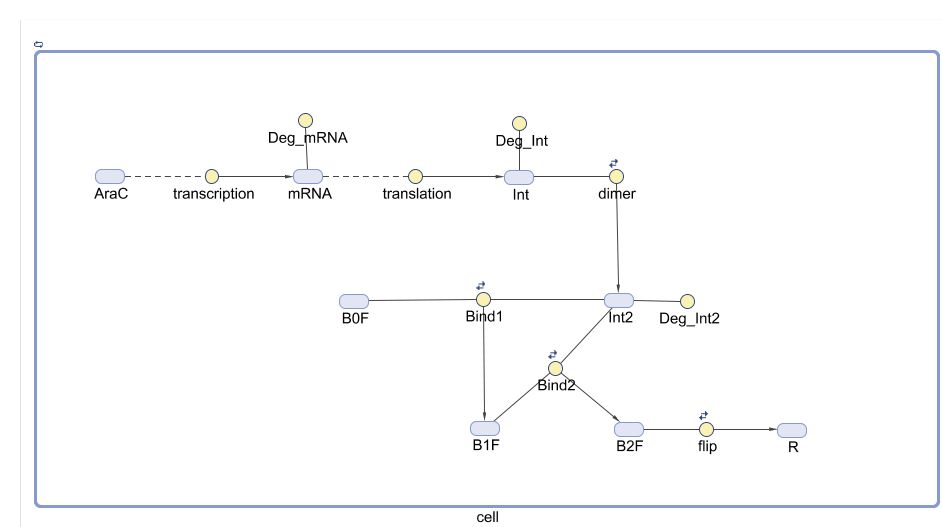 Deg_mRNA
Deg_Int
AraC
transcription
mRNA
translation
Int
dimer
B0F
Bind1
Int2
Deg_Int2
Bind2
B1F
B2F
flip
R
cell